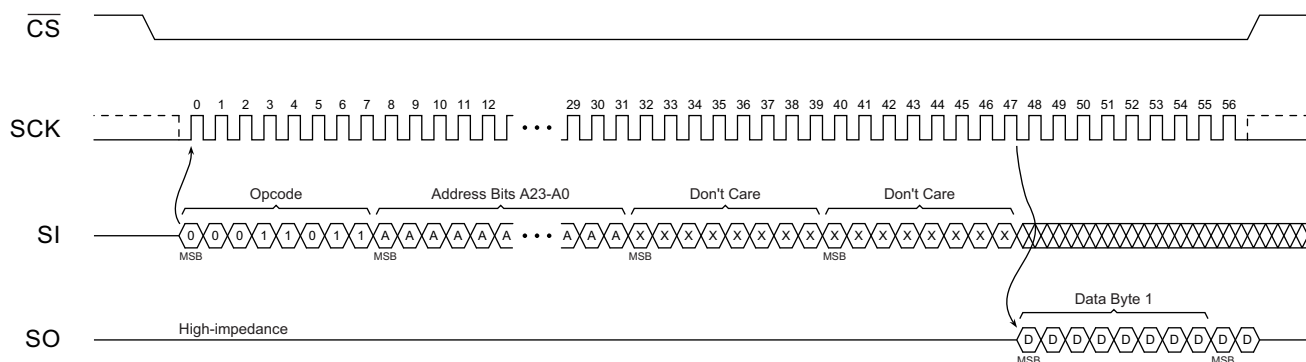 CS
0 1 2 3 4 5 6 7 8 9 10 11 12 29 30 31 32 33 34 35 36 37 38 39 40 41 42 43 44 45 46 47 48 49 50 51 52 53 54 55 56
SCK
Opcode Address Bits A23-A0 Don't Care Don't Care
SI 0 0 0 1 1 0 1 1 A A A A A A A A A X X X X X X X X X X X X X X X X
MSB MSB MSB MSB
Data Byte 1
High-impedance
SO D D D D D D D D D D
MSB MSB